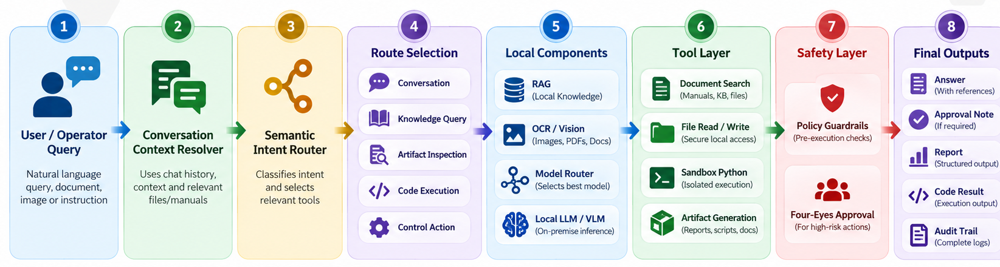 1
User / Operator
Query
Natural language
query, document,
image or instruction
2
Conversation
Context Resolver
Uses chat history,
context and relevant
files/manuals
3
Semantic
Intent Router
Classifies intent
and selects
relevant tools
4
Route Selection
Conversation
Knowledge Query
Artifact Inspection
Code Execution
Control Action
5
Local Components
RAG
(Local Knowledge)
OCR / Vision
(Images, PDFs, Docs)
Model Router
(Selects best model)
Local LLM / VLM
(On-premise inference)
6
Tool Layer
Document Search
(Manuals, KB, files)
File Read / Write
(Secure local access)
Sandbox Python
(Isolated execution)
Artifact Generation
(Reports, scripts, docs)
7
Safety Layer
Policy Guardrails
(Pre-execution checks)
Four-Eyes Approval
(For high-risk actions)
8
Final Outputs
Answer
(With references)
Approval Note
(If required)
Report
(Structured output)
Code Result
(Execution output)
Audit Trail
(Complete logs)